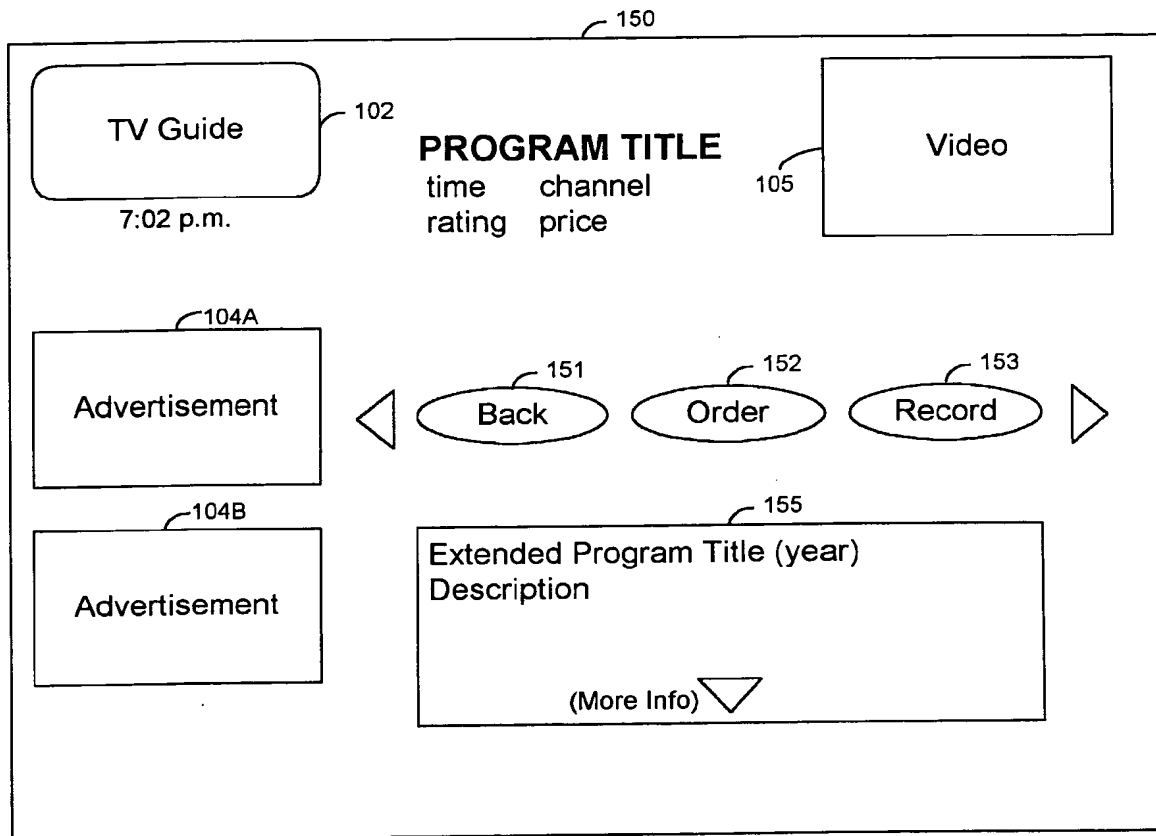 150
TV Guide
102
7:02 p.m.
PROGRAM TITLE
time channel
rating price
Video
105
104A
Advertisement
151
Back
152
Order
153
Record
104B
Advertisement
155
Extended Program Title (year)
Description
(More Info)